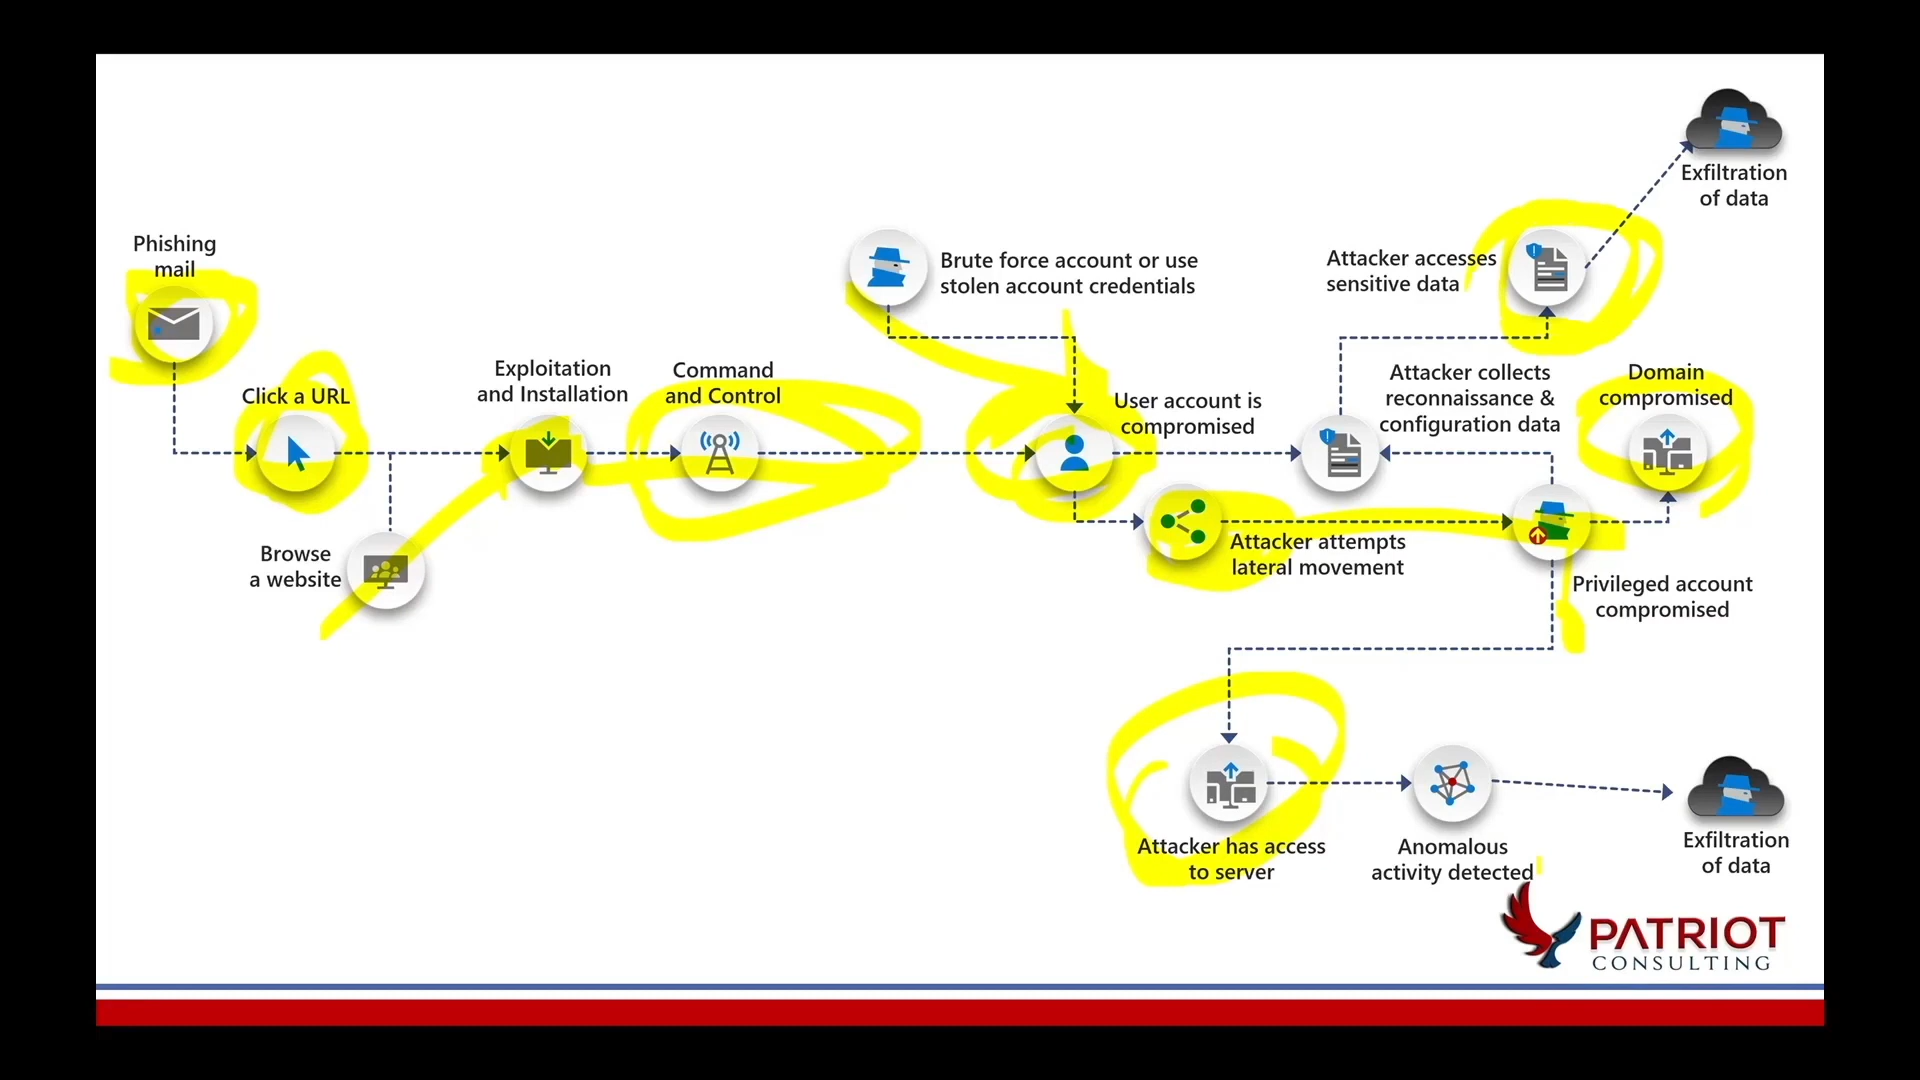 Phishing
mail
Click a URL
Browse
a website
Exploitation
and Installation
Command
and Control
Brute force account or use
stolen account credentials
User account is
compromised
Attacker attempts
lateral movement
Attacker collects
reconnaissance &
configuration data
Attacker accesses
sensitive data
Exfiltration
of data
Domain
compromised
Privileged account
compromised
Attacker has access
to server
Anomalous
activity detected
Exfiltration
of data
PATRIOT
CONSULTING